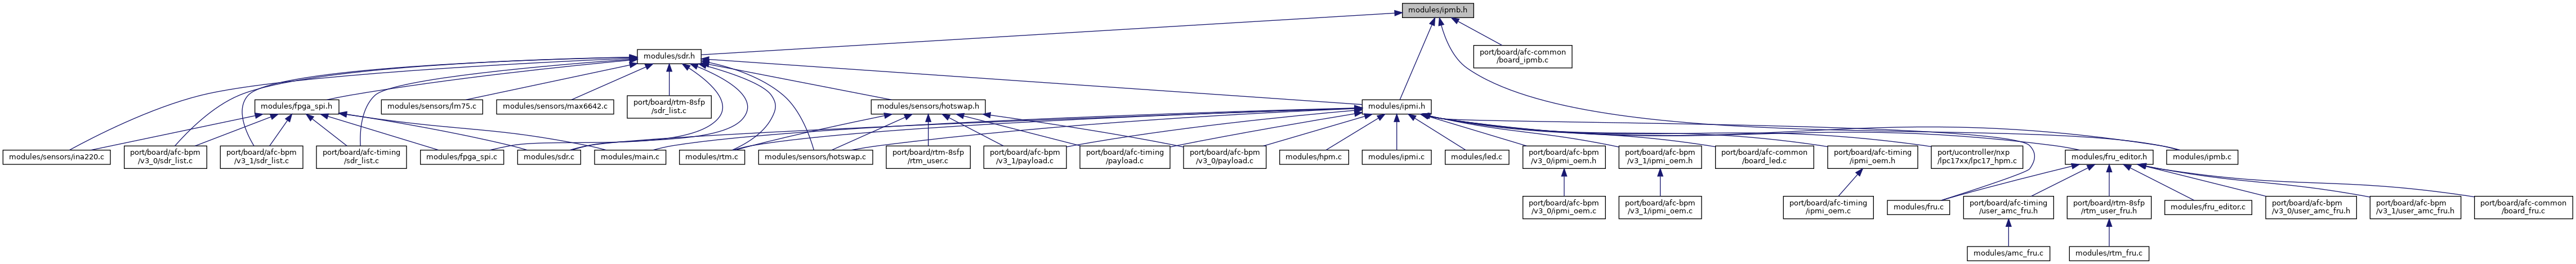 modules/ipmb.h
modules/sdr.h
port/board/afc-common
/board_ipmb.c
modules/fpga_spi.h
modules/sensors/lm75.c
modules/sensors/max6642.c
port/board/rtm-8sfp
/sdr_list.c
modules/sensors/hotswap.h
modules/ipmi.h
modules/sensors/ina220.c
port/board/afc-bpm
/v3_0/sdr_list.c
port/board/afc-bpm
/v3_1/sdr_list.c
port/board/afc-timing
/sdr_list.c
modules/fpga_spi.c
modules/sdr.c
modules/main.c
modules/rtm.c
modules/sensors/hotswap.c
port/board/rtm-8sfp
/rtm_user.c
port/board/afc-bpm
/v3_1/payload.c
port/board/afc-timing
/payload.c
port/board/afc-bpm
/v3_0/payload.c
modules/hpm.c
modules/ipmi.c
modules/led.c
port/board/afc-bpm
/v3_0/ipmi_oem.h
port/board/afc-bpm
/v3_1/ipmi_oem.h
port/board/afc-common
/board_led.c
port/board/afc-timing
/ipmi_oem.h
port/ucontroller/nxp
/lpc17xx/lpc17_hpm.c
modules/fru_editor.h
modules/ipmb.c
port/board/afc-bpm
/v3_0/ipmi_oem.c
port/board/afc-bpm
/v3_1/ipmi_oem.c
port/board/afc-timing
/ipmi_oem.c
modules/fru.c
port/board/afc-timing
/user_amc_fru.h
port/board/rtm-8sfp
/rtm_user_fru.h
modules/fru_editor.c
port/board/afc-bpm
/v3_0/user_amc_fru.h
port/board/afc-bpm
/v3_1/user_amc_fru.h
port/board/afc-common
/board_fru.c
modules/amc_fru.c
modules/rtm_fru.c